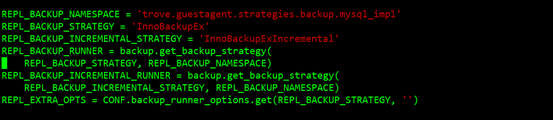 REPL_BACKUP_NAMESPACE = 'trove.guestagent.strategies.backup.mysql_impl'
REPL_BACKUP_STRATEGY = 'InnoBackupEx'
REPL_BACKUP_INCREMENTAL_STRATEGY = 'InnoBackupExIncremental'
REPL_BACKUP_RUNNER = backup.get_backup_strategy(
    REPL_BACKUP_STRATEGY, REPL_BACKUP_NAMESPACE)
REPL_BACKUP_INCREMENTAL_RUNNER = backup.get_backup_strategy(
    REPL_BACKUP_INCREMENTAL_STRATEGY, REPL_BACKUP_NAMESPACE)
REPL_EXTRA_OPTS = CONF.backup_runner_options.get(REPL_BACKUP_STRATEGY, '')